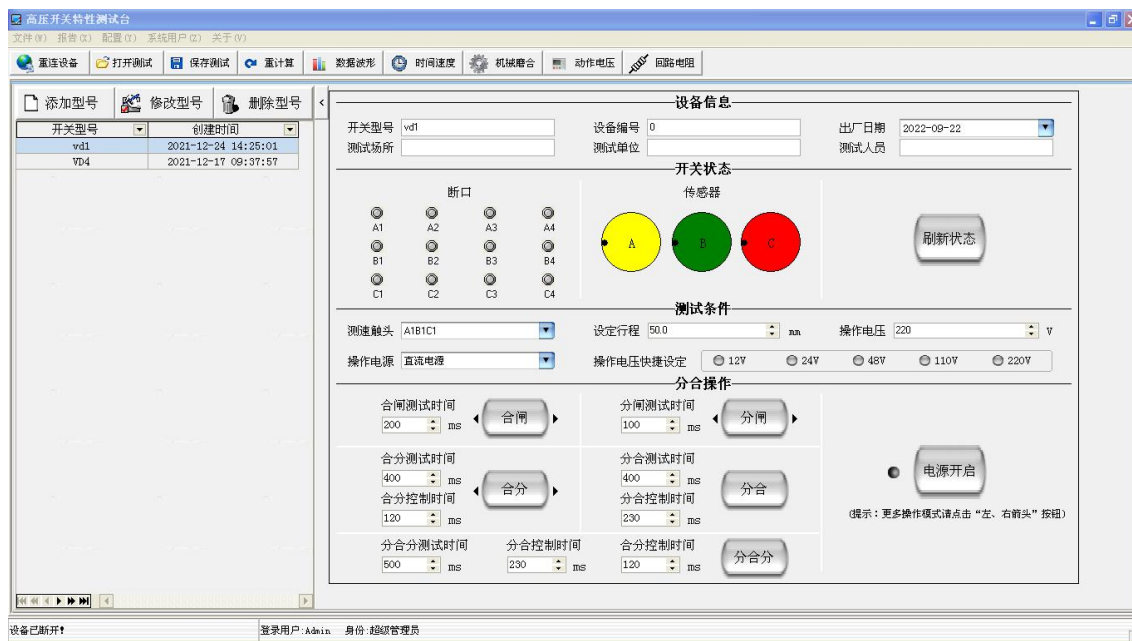 高压开关特性测试台
文件(W) 报告(X) 配置(Y) 系统用户(Z) 关于(V)
重连设备 打开测试 保存测试 重计算 数据波形 时间速度 机械磨合 动作电压 回路电阻
添加型号 修改型号 删除型号
开关型号 创建时间
vd1 2021-12-24 14:25:01
VD4 2021-12-17 09:37:57
设备信息
开关型号 vd1 设备编号 0 出厂日期 2022-09-22
测试场所 测试单位 测试人员
开关状态
断口 传感器
A1 A2 A3 A4
B1 B2 B3 B4
C1 C2 C3 C4
A B C
刷新状态
测试条件
测速触头 A1B1C1 设定行程 50.0 mm 操作电压 220 V
操作电源 直流电源 操作电压快捷设定 12V 24V 48V 110V 220V
分合操作
合闸测试时间 分闸测试时间
200 ms 合闸 100 ms 分闸
合分测试时间 分合测试时间
400 ms 400 ms
合分 分合 电源开启
合分控制时间 分合控制时间
120 ms 230 ms
(提示：更多操作模式请点击“左、右箭头”按钮)
分合分测试时间 分合控制时间 合分控制时间
500 ms 230 ms 120 ms 分合分
设备已断开! 登录用户:Admin 身份:超级管理员